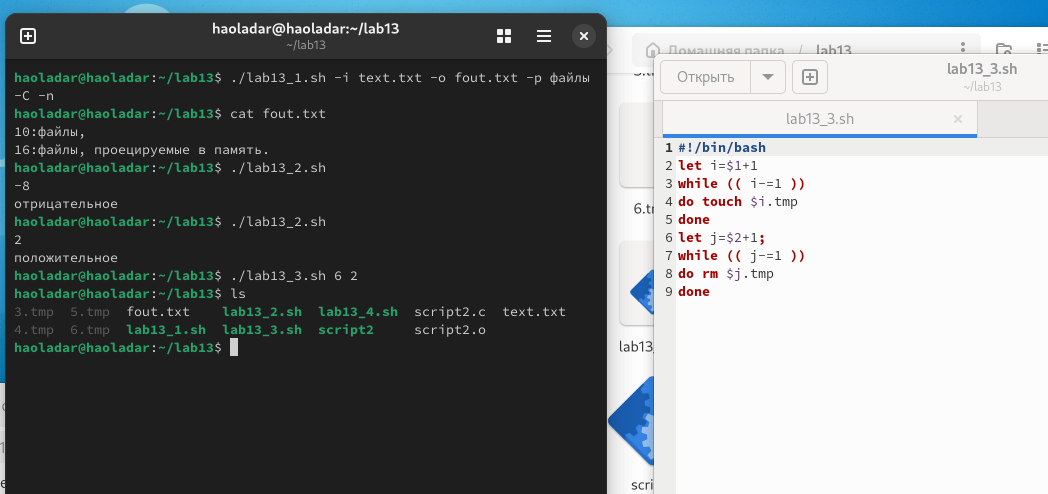 haoladar@haoladar:~/lab13
~/lab13
haoladar@haoladar:~/lab13$ ./lab13_1.sh -i text.txt -o fout.txt -p файлы
-C -n
haoladar@haoladar:~/lab13$ cat fout.txt
10:файлы,
16:файлы, проецируемые в память.
haoladar@haoladar:~/lab13$ ./lab13_2.sh
-8
отрицательное
haoladar@haoladar:~/lab13$ ./lab13_2.sh
2
положительное
haoladar@haoladar:~/lab13$ ./lab13_3.sh 6 2
haoladar@haoladar:~/lab13$ ls
3.tmp 5.tmp fout.txt lab13_2.sh lab13_4.sh script2.c text.txt
4.tmp 6.tmp lab13_1.sh lab13_3.sh script2 script2.o
haoladar@haoladar:~/lab13$
Домашняя папка / lab13
Открыть
lab13_3.sh
~/lab13
lab13_3.sh
1 #!/bin/bash
2 let i=$1+1
3 while (( i-=1 ))
4 do touch $i.tmp
5 done
6 let j=$2+1;
7 while (( j-=1 ))
8 do rm $j.tmp
9 done